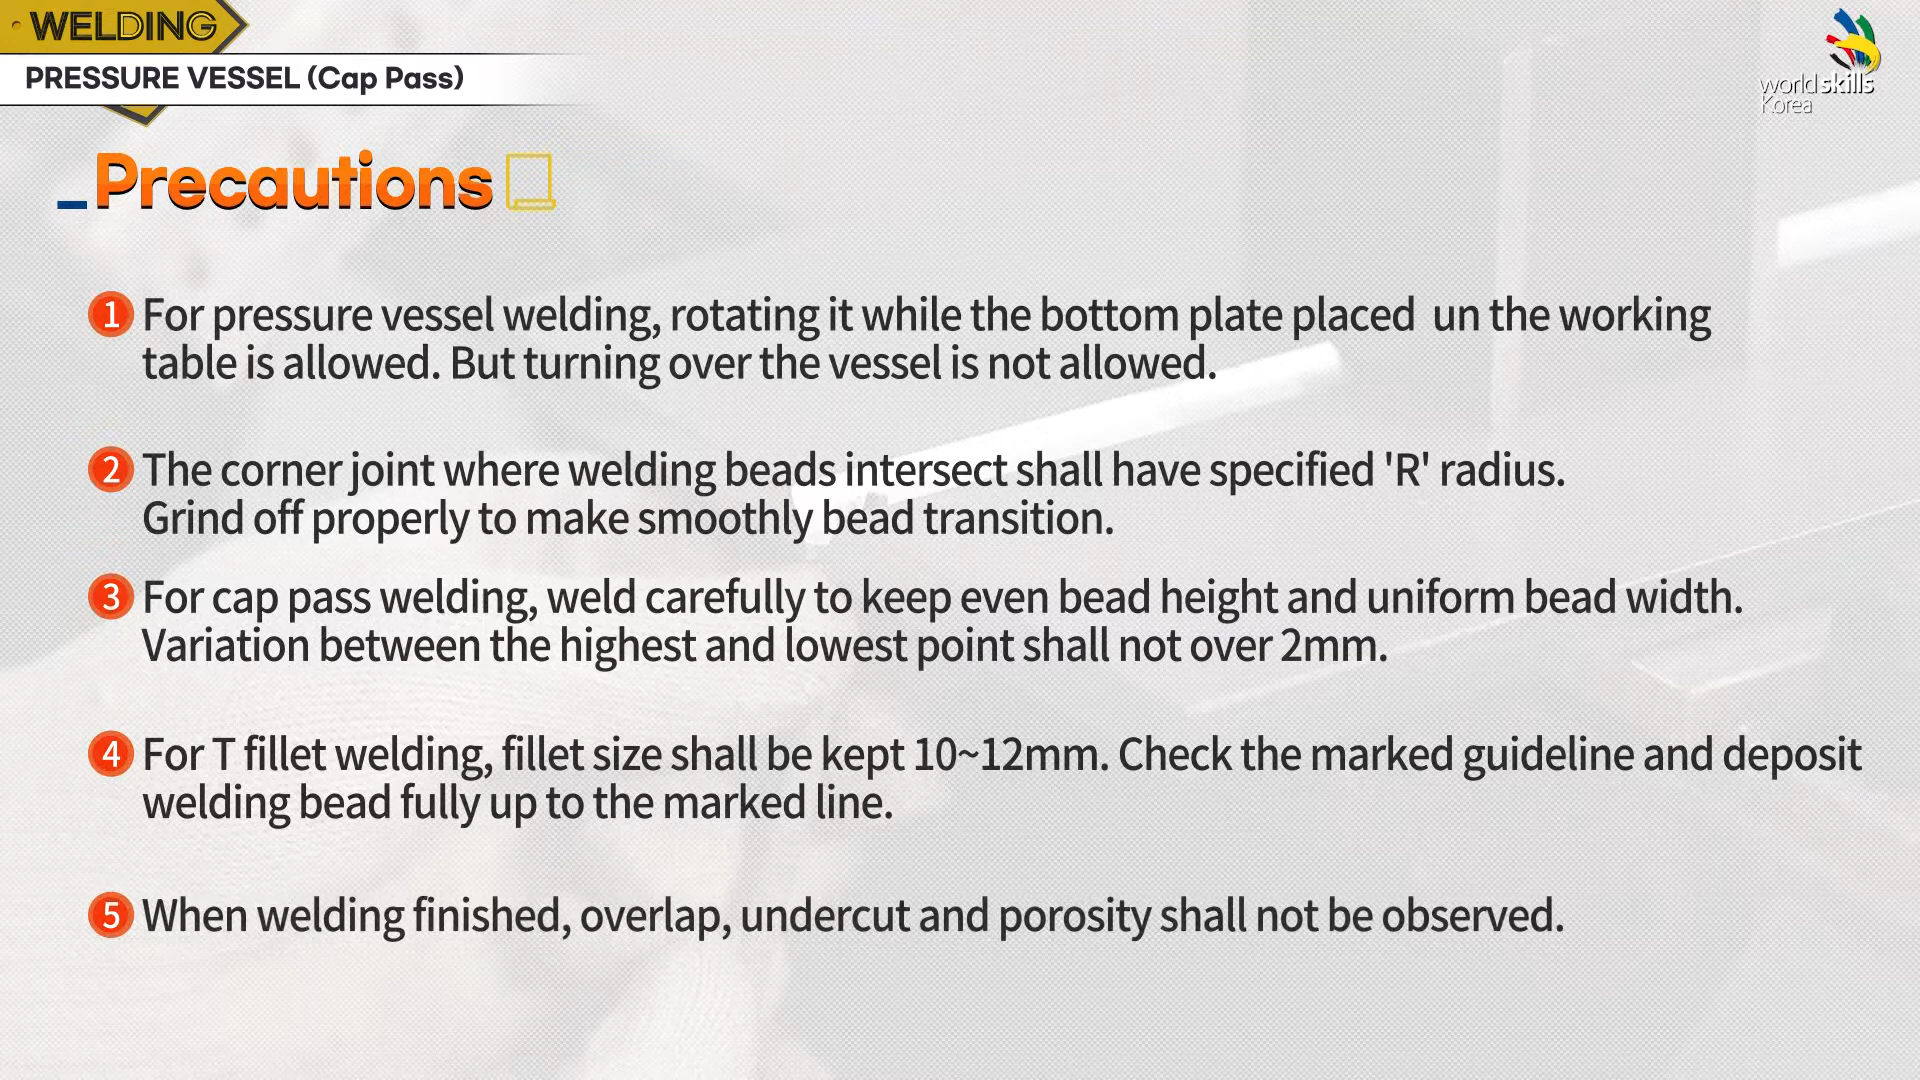 WELDING
PRESSURE VESSEL (Cap Pass)
worldskills
Korea
Precautions
1 For pressure vessel welding, rotating it while the bottom plate placed  un the working
table is allowed. But turning over the vessel is not allowed.
2 The corner joint where welding beads intersect shall have specified 'R' radius.
Grind off properly to make smoothly bead transition.
3 For cap pass welding, weld carefully to keep even bead height and uniform bead width.
Variation between the highest and lowest point shall not over 2mm.
4 For T fillet welding, fillet size shall be kept 10~12mm. Check the marked guideline and deposit
welding bead fully up to the marked line.
5 When welding finished, overlap, undercut and porosity shall not be observed.